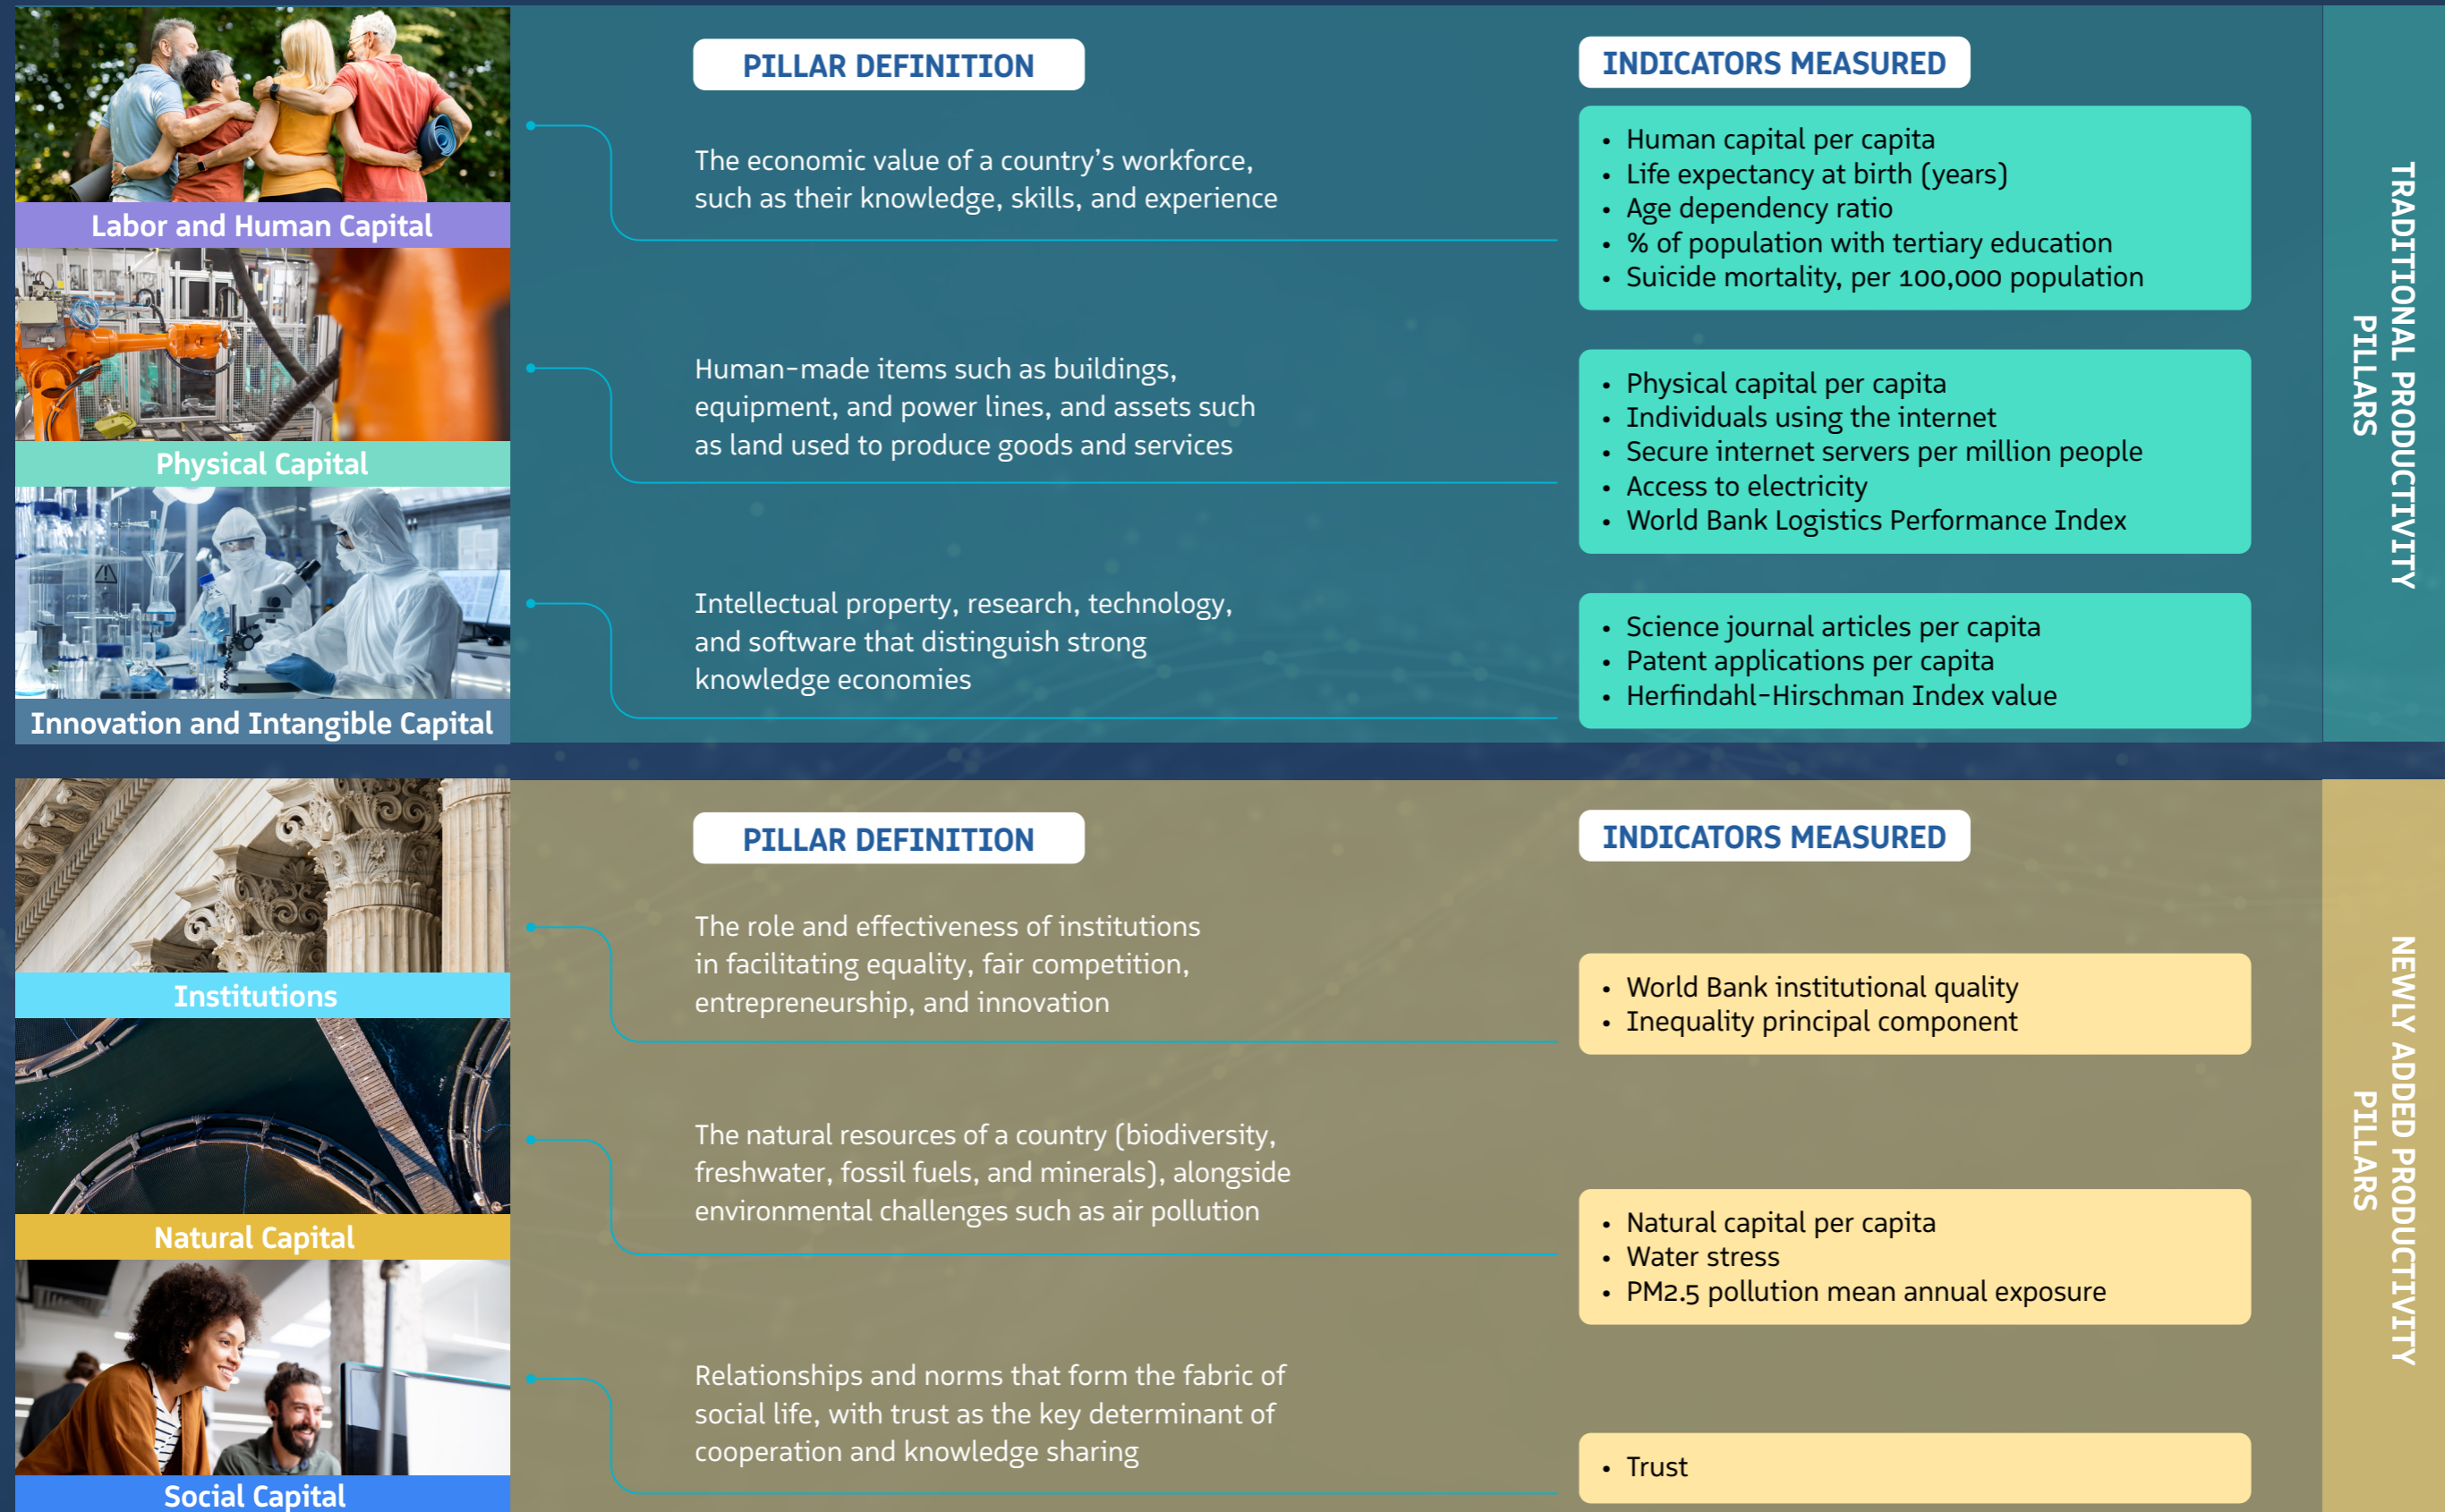 PILLAR DEFINITION
INDICATORS MEASURED
Labor and Human Capital
The economic value of a country's workforce,
such as their knowledge, skills, and experience
• Human capital per capita
• Life expectancy at birth (years)
• Age dependency ratio
• % of population with tertiary education
• Suicide mortality, per 100,000 population
Physical Capital
Human-made items such as buildings,
equipment, and power lines, and assets such
as land used to produce goods and services
• Physical capital per capita
• Individuals using the internet
• Secure internet servers per million people
• Access to electricity
• World Bank Logistics Performance Index
Innovation and Intangible Capital
Intellectual property, research, technology,
and software that distinguish strong
knowledge economies
• Science journal articles per capita
• Patent applications per capita
• Herfindahl-Hirschman Index value
TRADITIONAL PRODUCTIVITY
PILLARS
PILLAR DEFINITION
INDICATORS MEASURED
Institutions
The role and effectiveness of institutions
in facilitating equality, fair competition,
entrepreneurship, and innovation
• World Bank institutional quality
• Inequality principal component
Natural Capital
The natural resources of a country (biodiversity,
freshwater, fossil fuels, and minerals), alongside
environmental challenges such as air pollution
• Natural capital per capita
• Water stress
• PM2.5 pollution mean annual exposure
Social Capital
Relationships and norms that form the fabric of
social life, with trust as the key determinant of
cooperation and knowledge sharing
• Trust
NEWLY ADDED PRODUCTIVITY
PILLARS